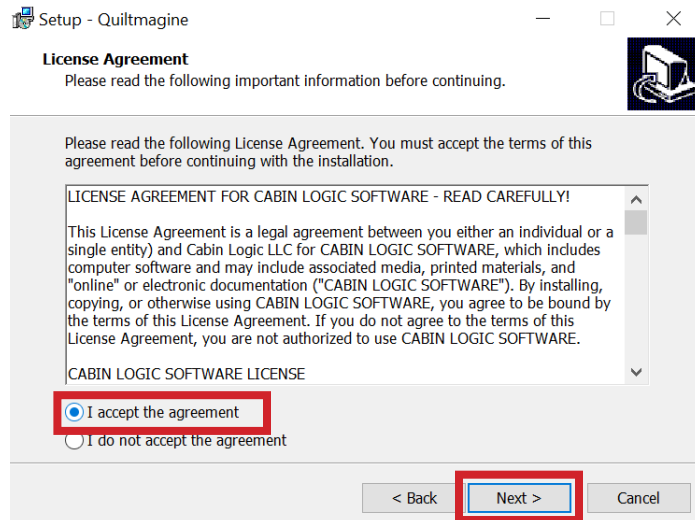 Setup - Quiltmagine
License Agreement
Please read the following important information before continuing.
Please read the following License Agreement. You must accept the terms of this
agreement before continuing with the installation.
LICENSE AGREEMENT FOR CABIN LOGIC SOFTWARE - READ CAREFULLY!
This License Agreement is a legal agreement between you either an individual or a
single entity) and Cabin Logic LLC for CABIN LOGIC SOFTWARE, which includes
computer software and may include associated media, printed materials, and
"online" or electronic documentation ("CABIN LOGIC SOFTWARE"). By installing,
copying, or otherwise using CABIN LOGIC SOFTWARE, you agree to be bound by
the terms of this License Agreement. If you do not agree to the terms of this
License Agreement, you are not authorized to use CABIN LOGIC SOFTWARE.
CABIN LOGIC SOFTWARE LICENSE
I accept the agreement
I do not accept the agreement
< Back
Next >
Cancel